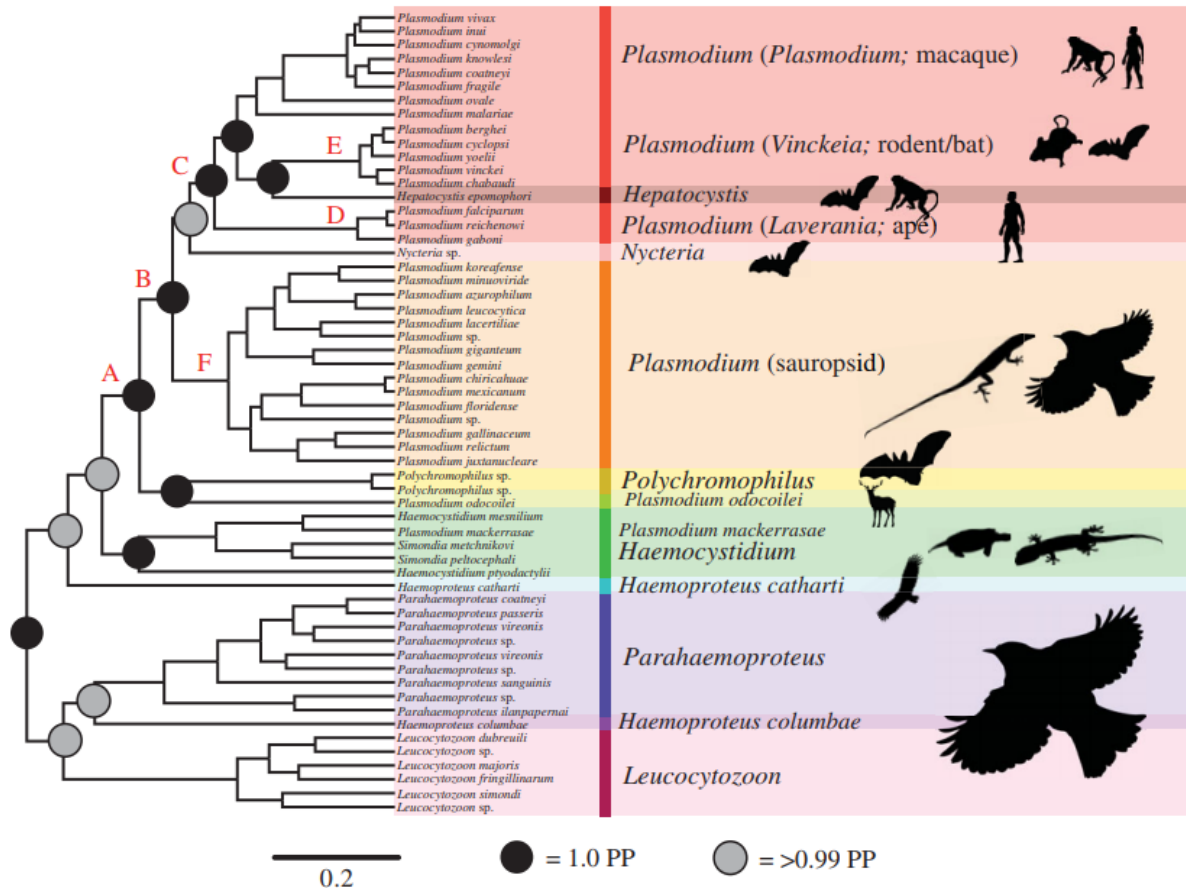 Plasmodium vivax
Plasmodium inui
Plasmodium cynomolgi
Plasmodium knowlesi
Plasmodium coatneyi
Plasmodium fragile
Plasmodium ovale
Plasmodium malariae
Plasmodium berghei
Plasmodium cyclopsi
Plasmodium yoelii
Plasmodium vinckei
Plasmodium chabaudi
Hepatocystis epomophori
Plasmodium falciparum
Plasmodium reichenowi
Plasmodium gaboni
Nycteria sp.
Plasmodium koreafense
Plasmodium minuoviride
Plasmodium azurophilum
Plasmodium leucocytica
Plasmodium lacertiliae
Plasmodium sp.
Plasmodium giganteum
Plasmodium gemini
Plasmodium chiricahuae
Plasmodium mexicanum
Plasmodium floridense
Plasmodium sp.
Plasmodium gallinaceum
Plasmodium relictum
Plasmodium juxtanucleare
Polychromophilus sp.
Polychromophilus sp.
Plasmodium odocoilei
Haemocystidium mesnilium
Plasmodium mackerrasae
Simondia metchnikovi
Simondia peltocephali
Haemocystidium ptyodactylii
Haemoproteus catharti
Parahaemoproteus coatneyi
Parahaemoproteus passeris
Parahaemoproteus vireonis
Parahaemoproteus sp.
Parahaemoproteus vireonis
Parahaemoproteus sp.
Parahaemoproteus sanguinis
Parahaemoproteus sp.
Parahaemoproteus ilanpapernai
Haemoproteus columbae
Leucocytozoon dubreuili
Leucocytozoon sp.
Leucocytozoon majoris
Leucocytozoon fringillinarum
Leucocytozoon simondi
Leucocytozoon sp.
E
C
D
B
F
A
Plasmodium (Plasmodium; macaque)
Plasmodium (Vinckeia; rodent/bat)
Hepatocystis
Plasmodium (Laverania; ape)
Nycteria
Plasmodium (sauropsid)
Polychromophilus
Plasmodium odocoilei
Plasmodium mackerrasae
Haemocystidium
Haemoproteus catharti
Parahaemoproteus
Haemoproteus columbae
Leucocytozoon
0.2
= 1.0 PP
= >0.99 PP